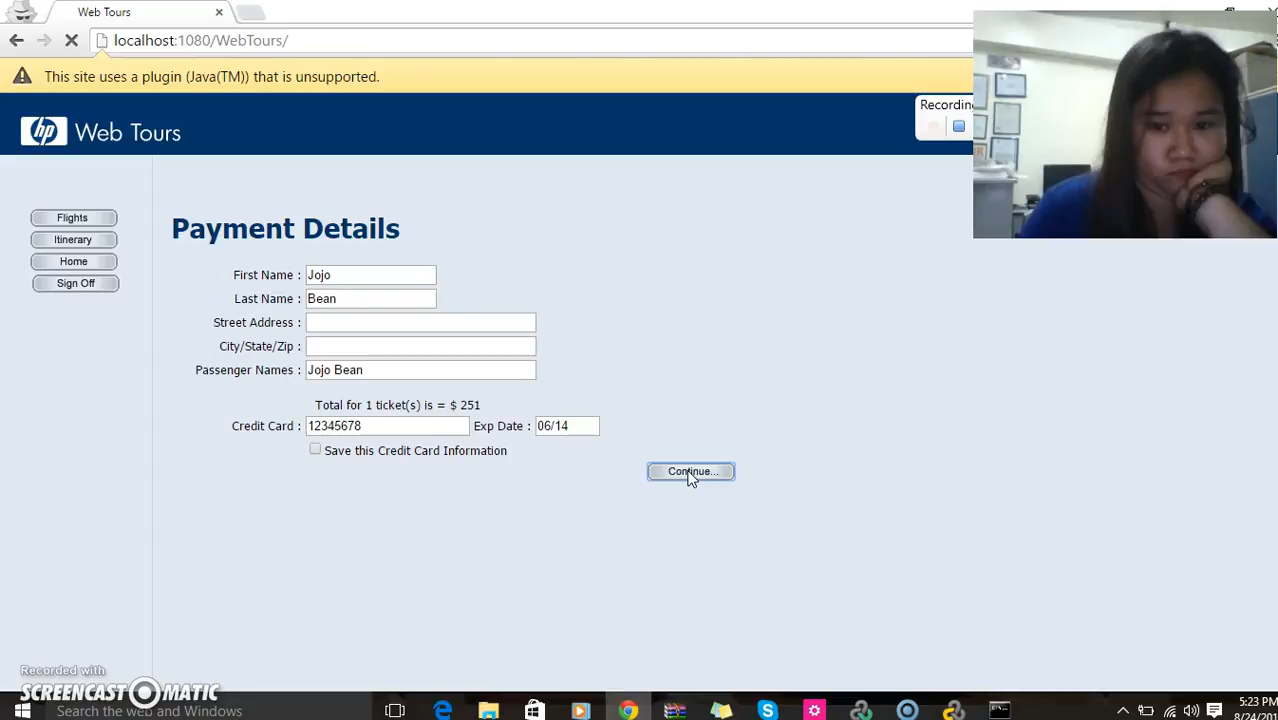 Web Tours
localhost:1080/WebTours/
This site uses a plugin (Java(TM)) that is unsupported.
Recording
hp Web Tours
Flights
Itinerary
Home
Sign Off
Payment Details
First Name : Jojo
Last Name : Bean
Street Address :
City/State/Zip :
Passenger Names : Jojo Bean
Total for 1 ticket(s) is = $ 251
Credit Card : 12345678 Exp Date : 06/14
Save this Credit Card Information
Continue...
Recorded with
SCREENCAST MATIC
Search the web and Windows
5:23 PM